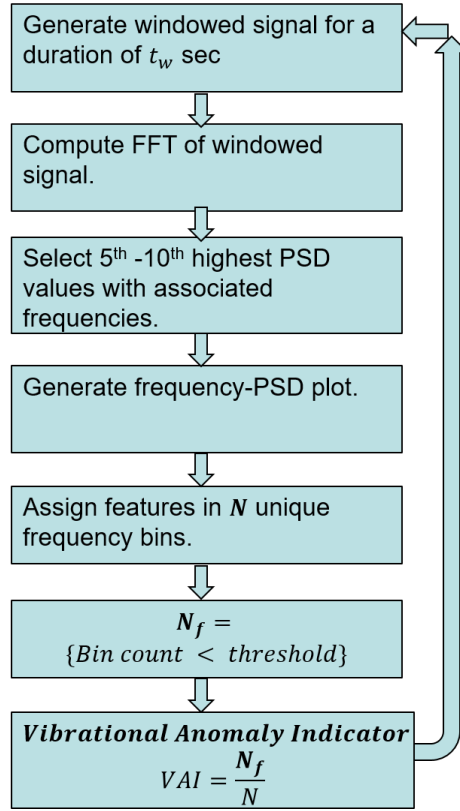 Generate windowed signal for a
duration of t_w sec
Compute FFT of windowed
signal.
Select 5th -10th highest PSD
values with associated
frequencies.
Generate frequency-PSD plot.
Assign features in N unique
frequency bins.
N_f =
{Bin count < threshold}
Vibrational Anomaly Indicator
VAI = N_f / N